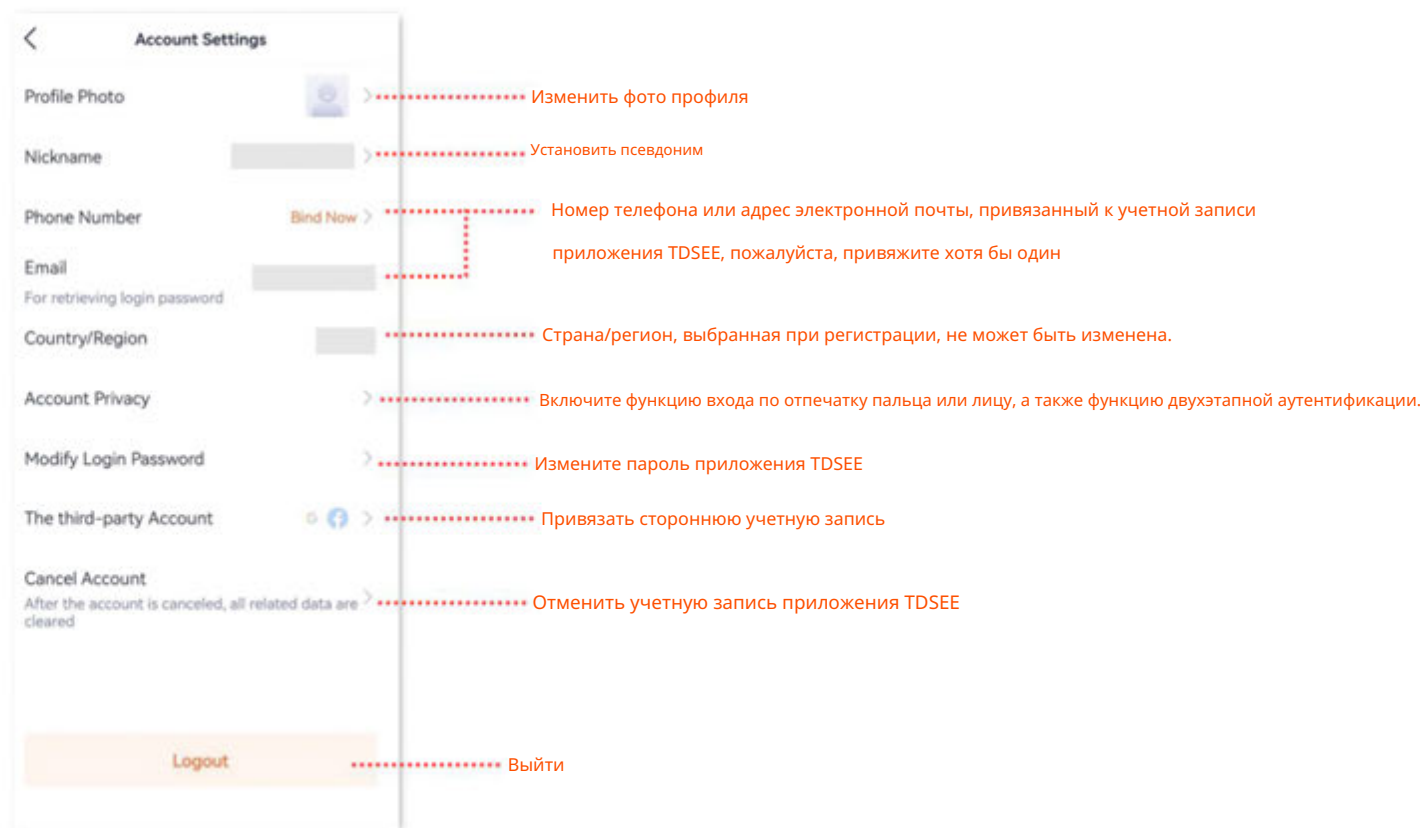 Account Settings
Profile Photo
Изменить фото профиля
Nickname
Установить псевдоним
Phone Number
Bind Now
Номер телефона или адрес электронной почты, привязанный к учетной записи
приложения TDSEE, пожалуйста, привяжите хотя бы один
Email
For retrieving login password
Country/Region
Страна/регион, выбранная при регистрации, не может быть изменена.
Account Privacy
Включите функцию входа по отпечатку пальца или лицу, а также функцию двухэтапной аутентификации.
Modify Login Password
Измените пароль приложения TDSEE
The third-party Account
Привязать стороннюю учетную запись
Cancel Account
After the account is canceled, all related data are
cleared
Отменить учетную запись приложения TDSEE
Logout
Выйти